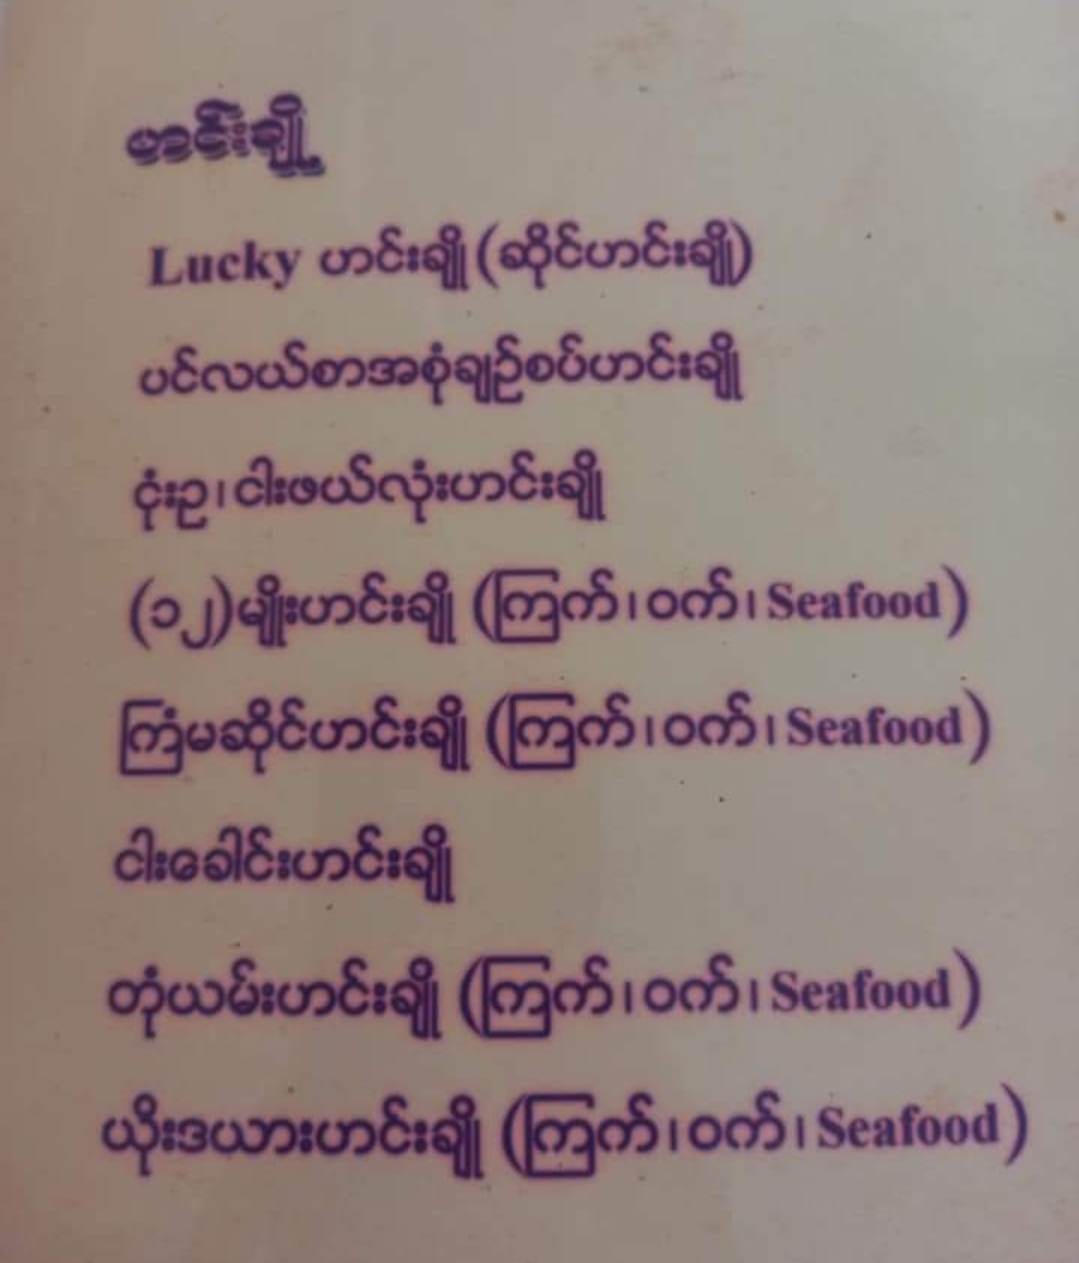 ဟင်းချို
Lucky ဟင်းချို (ဆိုင်ဟင်းချို)
ပင်လယ်စာအစုံချဉ်စပ်ဟင်းချို
ငုံးဥ၊ ငါးဖယ်လုံးဟင်းချို
(၁၂)မျိုးဟင်းချို (ကြက်၊ ဝက်၊ Seafood)
ကြံမဆိုင်ဟင်းချို (ကြက်၊ ဝက်၊ Seafood)
ငါးခေါင်းဟင်းချို
တုံယမ်းဟင်းချို (ကြက်၊ ဝက်၊ Seafood)
ယိုးဒယားဟင်းချို (ကြက်၊ ဝက်၊ Seafood)